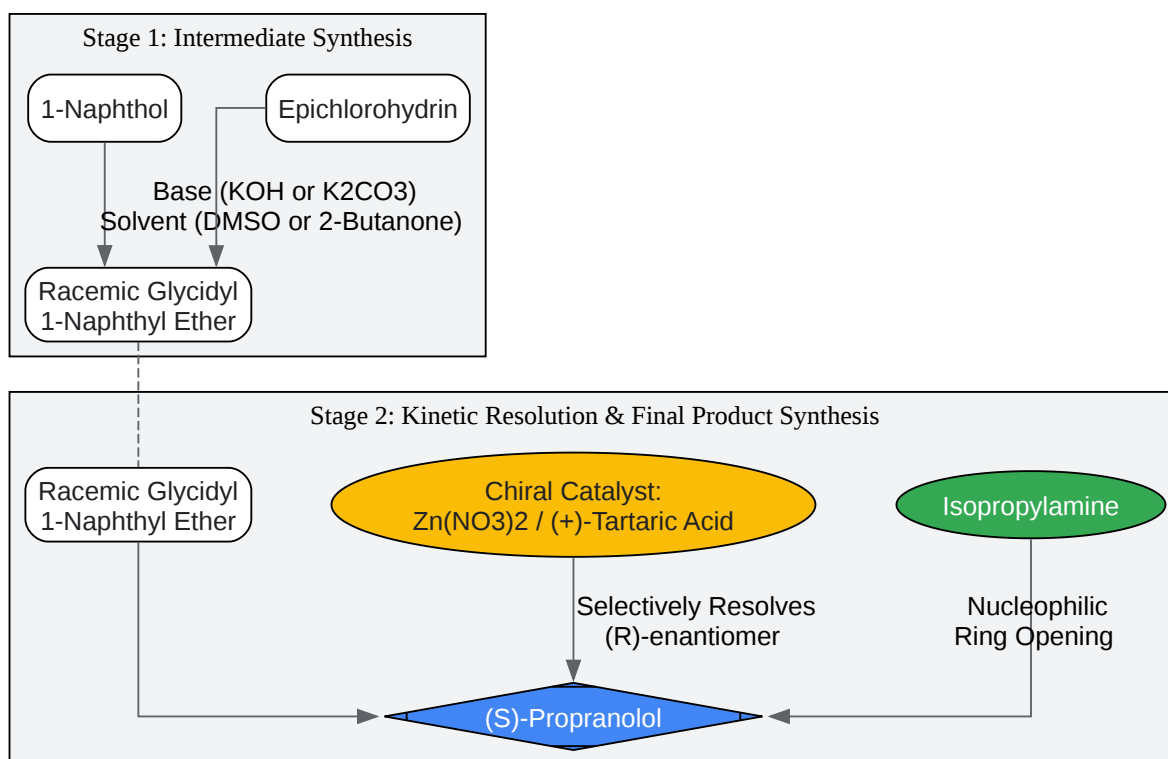 Stage 1: Intermediate Synthesis
1-Naphthol
Epichlorohydrin
Base (KOH or K2CO3)
Solvent (DMSO or 2-Butanone)
Racemic Glycidyl
1-Naphthyl Ether
Stage 2: Kinetic Resolution & Final Product Synthesis
Racemic Glycidyl
1-Naphthyl Ether
Chiral Catalyst:
Zn(NO3)2 / (+)-Tartaric Acid
Isopropylamine
Selectively Resolves
(R)-enantiomer
Nucleophilic
Ring Opening
(S)-Propranolol